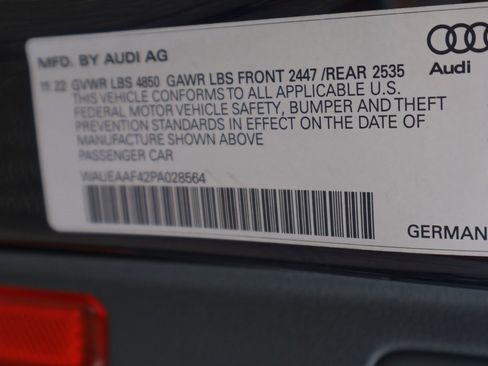 MFD. BY AUDI AG
Audi
11 22 GVWR LBS 4850 GAWR LBS FRONT 2447 /REAR 2535
THIS VEHICLE CONFORMS TO ALL APPLICABLE U.S.
FEDERAL MOTOR VEHICLE SAFETY, BUMPER AND THEFT
PREVENTION STANDARDS IN EFFECT ON THE DATE OF
MANUFACTURE SHOWN ABOVE
PASSENGER CAR
WAUEAAF42PA028564
GERMAN